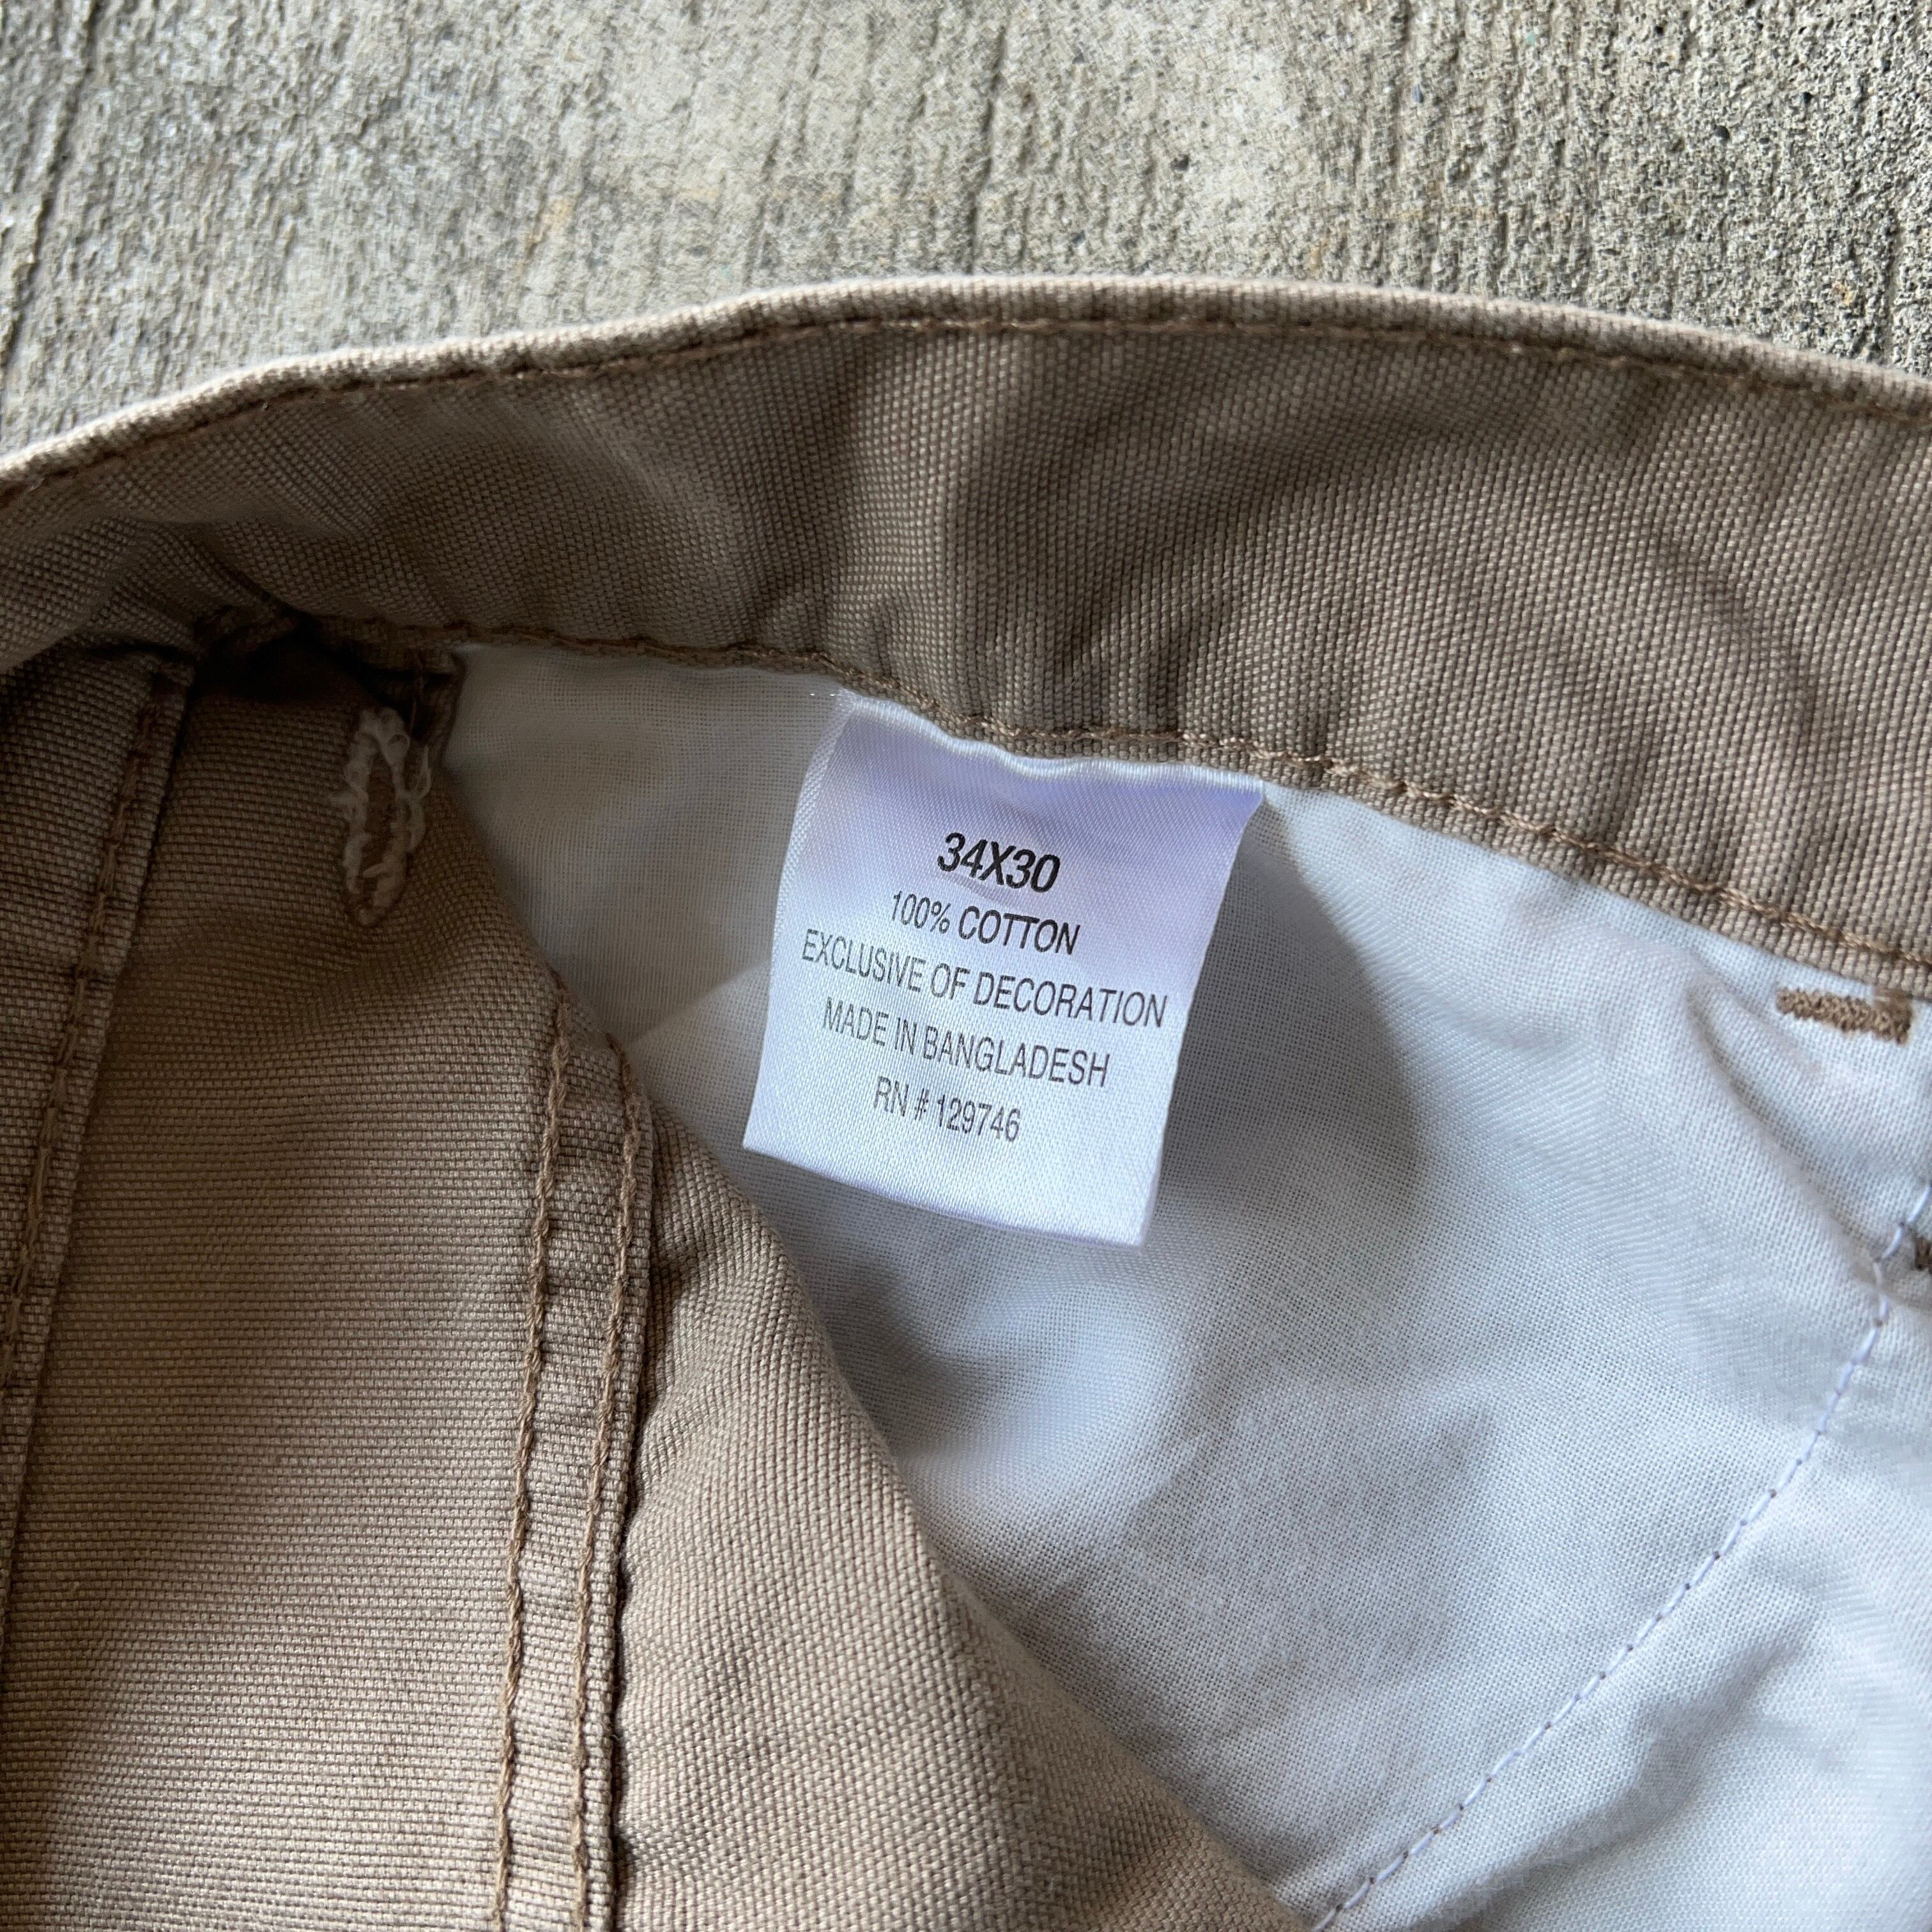 34X30
100% COTTON
EXCLUSIVE OF DECORATION
MADE IN BANGLADESH
RN # 129746